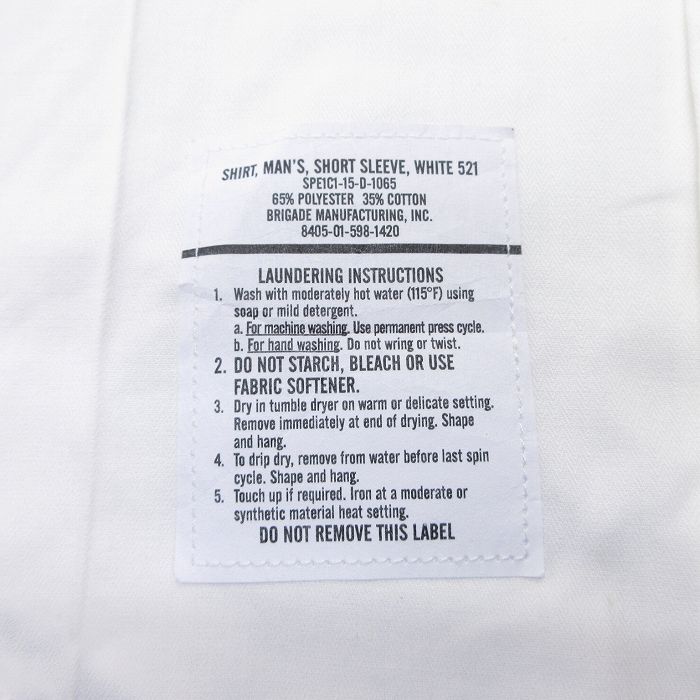 SHIRT, MAN'S, SHORT SLEEVE, WHITE 521
SPE1C1-15-D-1065
65% POLYESTER 35% COTTON
BRIGADE MANUFACTURING, INC.
8405-01-598-1420
LAUNDERING INSTRUCTIONS
1. Wash with moderately hot water (115°F) using
soap or mild detergent.
a. For machine washing. Use permanent press cycle.
b. For hand washing. Do not wring or twist.
2. DO NOT STARCH, BLEACH OR USE
FABRIC SOFTENER.
3. Dry in tumble dryer on warm or delicate setting.
Remove immediately at end of drying. Shape
and hang.
4. To drip dry, remove from water before last spin
cycle. Shape and hang.
5. Touch up if required. Iron at a moderate or
synthetic material heat setting.
DO NOT REMOVE THIS LABEL